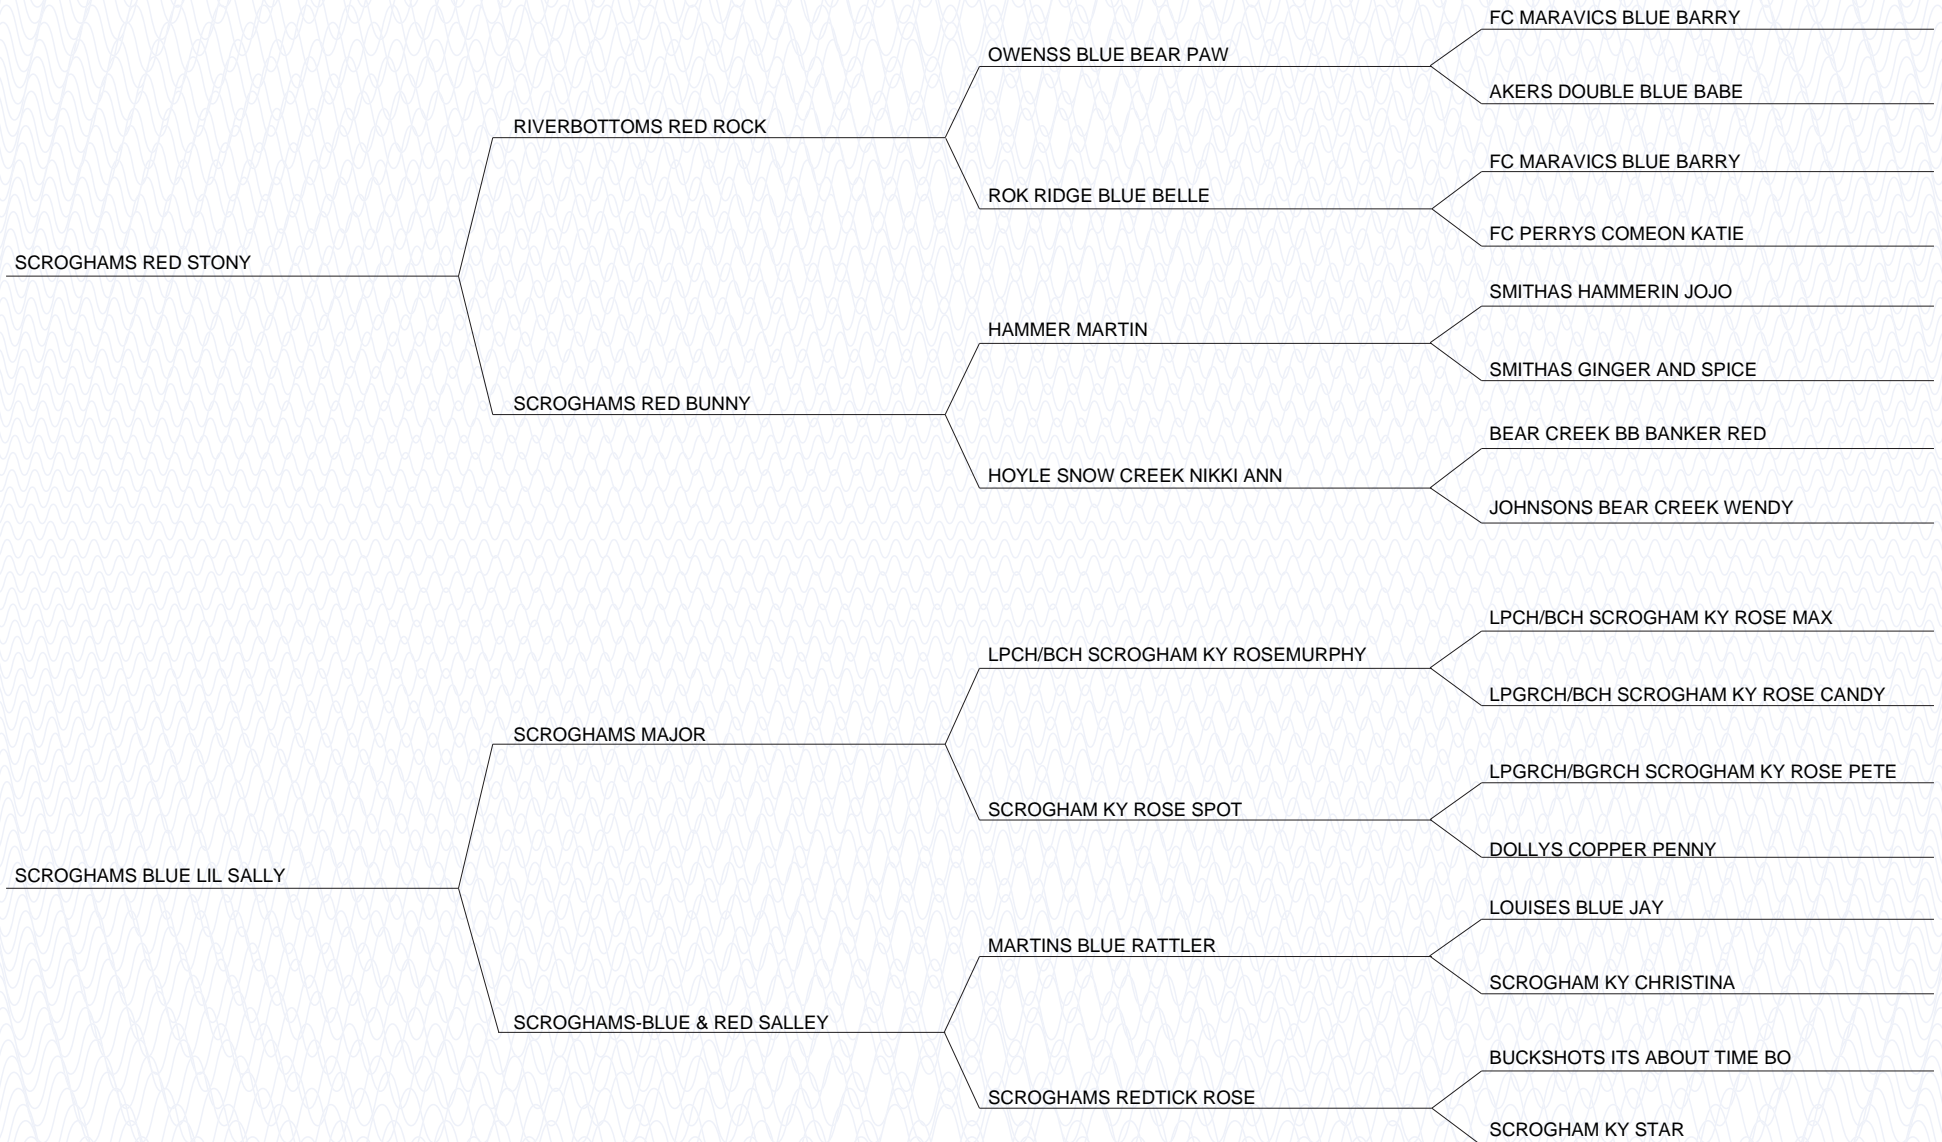 FC MARAVICS BLUE BARRY
OWENSS BLUE BEAR PAW
AKERS DOUBLE BLUE BABE
RIVERBOTTOMS RED ROCK
FC MARAVICS BLUE BARRY
ROK RIDGE BLUE BELLE
FC PERRYS COMEON KATIE
SCROGHAMS RED STONY
SMITHAS HAMMERIN JOJO
HAMMER MARTIN
SMITHAS GINGER AND SPICE
SCROGHAMS RED BUNNY
BEAR CREEK BB BANKER RED
HOYLE SNOW CREEK NIKKI ANN
JOHNSONS BEAR CREEK WENDY
LPCH/BCH SCROGHAM KY ROSE MAX
LPCH/BCH SCROGHAM KY ROSEMURPHY
LPGRCH/BCH SCROGHAM KY ROSE CANDY
SCROGHAMS MAJOR
LPGRCH/BGRCH SCROGHAM KY ROSE PETE
SCROGHAM KY ROSE SPOT
DOLLYS COPPER PENNY
SCROGHAMS BLUE LIL SALLY
LOUISES BLUE JAY
MARTINS BLUE RATTLER
SCROGHAM KY CHRISTINA
SCROGHAMS-BLUE & RED SALLEY
BUCKSHOTS ITS ABOUT TIME BO
SCROGHAMS REDTICK ROSE
SCROGHAM KY STAR